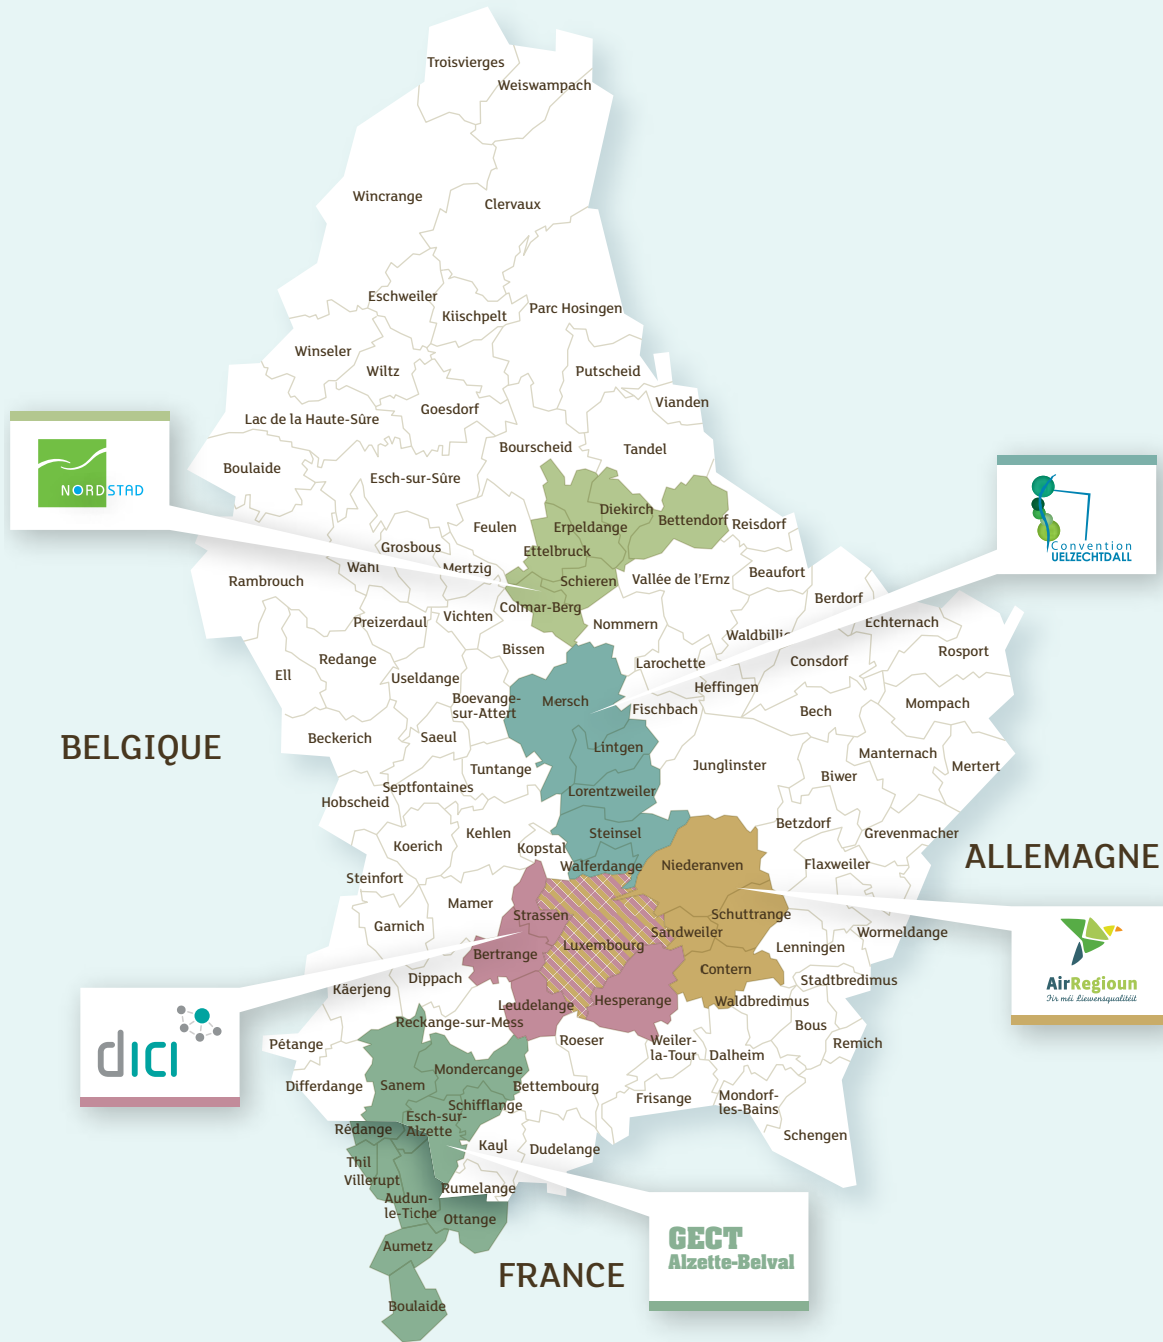 Troisvierges
Weiswampach
Wincrange
Clervaux
Eschweiler
Kiischpelt
Parc Hosingen
Winseler
Wiltz
Putscheid
Goesdorf
Vianden
Lac de la Haute-Sûre
Bourscheid
Tandel
Boulaide
Esch-sur-Sûre
NORDSTAD
Diekirch
Bettendorf
Reisdorf
Feulen
Erpeldange
Ettelbruck
Grosbous
Wahl
Mertzig
Convention
UELZECHTDALL
Rambrouch
Schieren
Vallée de l'Ernz
Beaufort
Colmar-Berg
Berdorf
Preizerdaul
Vichten
Nommern
Waldbillig
Echternach
Bissen
Redange
Larochette
Consdorf
Rosport
Ell
Useldange
Heffingen
Boevange-
sur-Attert
Mersch
Fischbach
Bech
Mompach
BELGIQUE
Beckerich
Saeul
Lintgen
Manternach
Tuntange
Junglinster
Biwer
Mertert
Septfontaines
Lorentzweiler
Hobscheid
Kehlen
Steinsel
Betzdorf
Grevenmacher
Koerich
Kopstal
ALLEMAGNE
Walferdange
Niederanven
Flaxweiler
Steinfort
Mamer
Strassen
Schuttrange
Garnich
Sandweiler
Wormeldange
Luxembourg
Lenningen
Bertrange
Contern
Dippach
Stadtbredimus
Käerjeng
AirRegioun
Fir méi Liewensqualitéit
Leudelange
Hesperange
Waldbredimus
Reckange-sur-Mess
Bous
dici
Pétange
Roeser
Weiler-
la-Tour
Dalheim
Remich
Mondercange
Differdange
Sanem
Bettembourg
Frisange
Mondorf-
les-Bains
Schifflange
Esch-sur-
Alzette
Rédange
Schengen
Kayl
Dudelange
Thil
Villerupt
Rumelange
Audun-
le-Tiche
Ottange
GECT
Alzette-Belval
Aumetz
FRANCE
Boulaide